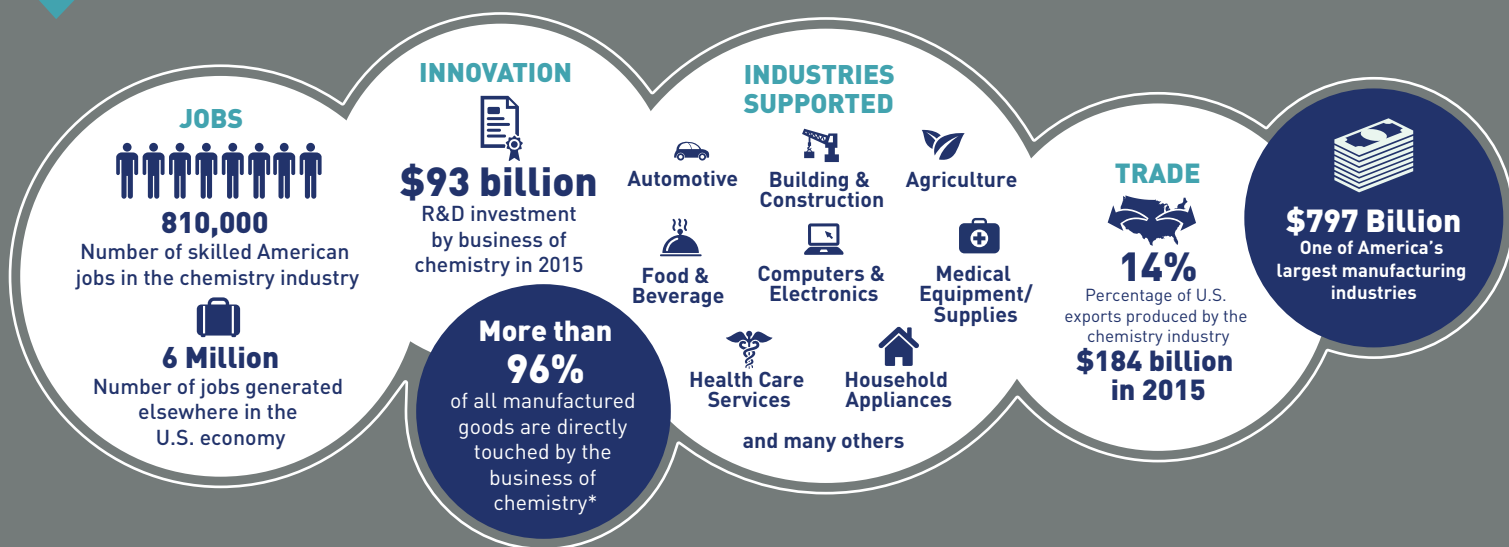 JOBS
810,000
Number of skilled American
jobs in the chemistry industry
6 Million
Number of jobs generated
elsewhere in the
U.S. economy
INNOVATION
$93 billion
R&D investment
by business of
chemistry in 2015
More than
96%
of all manufactured
goods are directly
touched by the
business of
chemistry*
INDUSTRIES
SUPPORTED
Automotive
Building &
Construction
Agriculture
Food &
Beverage
Computers &
Electronics
Medical
Equipment/
Supplies
Health Care
Services
Household
Appliances
and many others
TRADE
14%
Percentage of U.S.
exports produced by the
chemistry industry
$184 billion
in 2015
$797 Billion
One of America's
largest manufacturing
industries